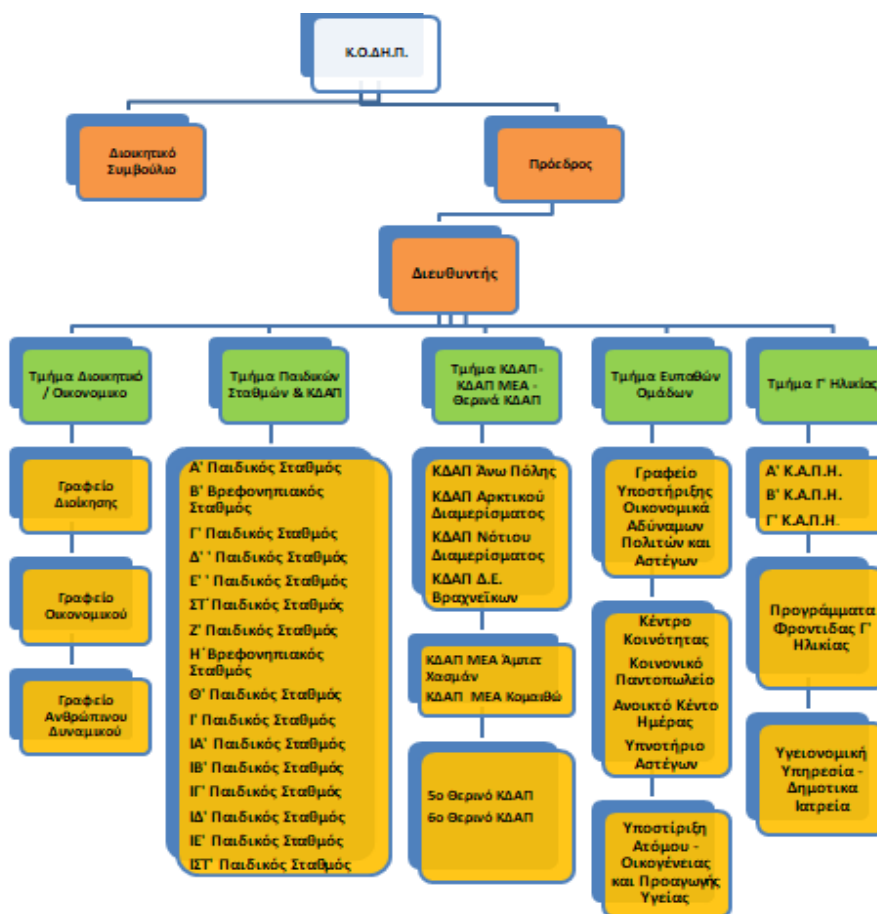 Κ.Ο.ΔΗ.Π.
Διοικητικό
Συμβούλιο
Πρόεδρος
Διευθυντής
Τμήμα Διοικητικό
/ Οικονομικο
Γραφείο
Διοίκησης
Γραφείο
Οικονομικού
Γραφείο
Ανθρώπινου
Δυναμικού
Τμήμα Παιδικών
Σταθμών & ΚΔΑΠ
Α' Παιδικός Σταθμός
Β' Βρεφονηπιακός
Σταθμός
Γ' Παιδικός Σταθμός
Δ' ' Παιδικός Σταθμός
Ε' ' Παιδικός Σταθμός
ΣΤ΄Παιδικός Σταθμός
Ζ' Παιδικός Σταθμός
Η΄Βρεφονηπιακός
Σταθμός
Θ' Παιδικός Σταθμός
Ι' Παιδικός Σταθμός
ΙΑ' Παιδικός Σταθμός
ΙΒ' Παιδικός Σταθμός
ΙΓ' Παιδικός Σταθμός
ΙΔ' Παιδικός Σταθμός
ΙΕ' Παιδικός Σταθμός
ΙΣΤ' Παιδικός Σταθμός
Τμήμα ΚΔΑΠ-
ΚΔΑΠ ΜΕΑ -
Θερινά ΚΔΑΠ
ΚΔΑΠ Άνω Πόλης
ΚΔΑΠ Αρκτικού
Διαμερίσματος
ΚΔΑΠ Νότιου
Διαμερίσματος
ΚΔΑΠ Δ.Ε.
Βραχνεϊκων
ΚΔΑΠ ΜΕΑ Άμπετ
Χασμάν
ΚΔΑΠ ΜΕΑ Κομαιθώ
5ο Θερινό ΚΔΑΠ
6ο Θερινό ΚΔΑΠ
Τμήμα Ευπαθών
Ομάδων
Γραφείο
Υποστήριξης
Οικονομικά
Αδύναμων
Πολιτών και
Αστέγων
Κέντρο
Κοινότητας
Κοινονικό
Παντοπωλείο
Ανοικτό Κέντο
Ημέρας
Υπνοτήριο
Αστέγων
Υποστίριξη
Ατόμου -
Οικογένειας
και Προαγωγής
Υγείας
Τμήμα Γ' Ηλικίας
Α' Κ.Α.Π.Η.
Β' Κ.Α.Π.Η.
Γ' Κ.Α.Π.Η.
Προγράμματα
Φροντιδας Γ'
Ηλικίας
Υγειονομική
Υπηρεσία -
Δημοτικα
Ιατρεία